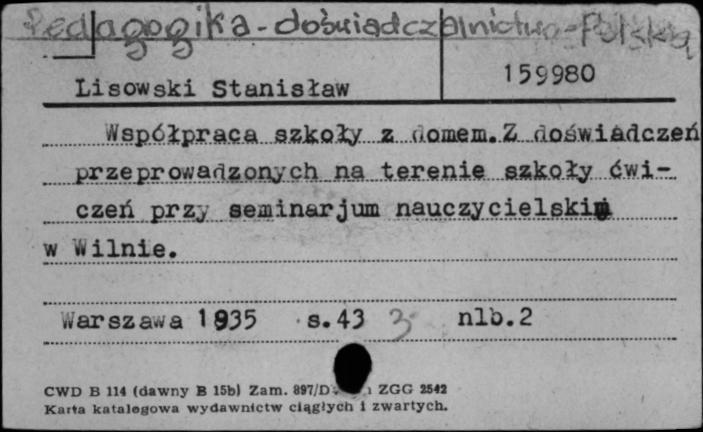 Pedagogika - doświadczalnictwo - Polska
159980
Lisowski Stanisław
Współpraca szkoły z domem. Z doświadczeń
przeprowadzonych na terenie szkoły ćwi-
czeń przy seminarjum nauczycielskim
w Wilnie.
Warszawa 1935 s.43 3 nlb.2
CWD B 114 (dawny B 15b) Zam. 897/D ZGG 2542
Karta katalogowa wydawnictw ciągłych i zwartych.